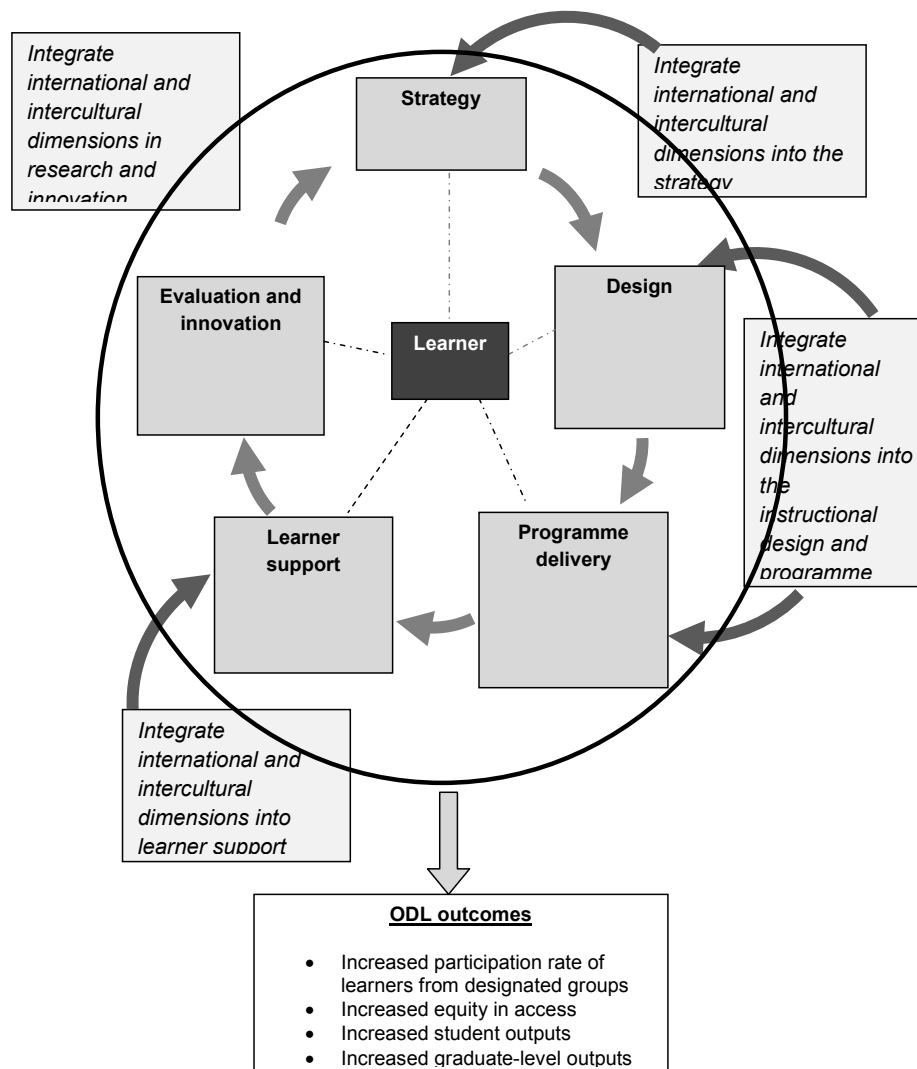 Integrate
international and
intercultural
dimensions in
research and
innovation
Strategy
Integrate
international and
intercultural
dimensions into the
strategy
Evaluation and
innovation
Design
Learner
Integrate
international
and
intercultural
dimensions into
the
instructional
design and
programme
Learner
support
Programme
delivery
Integrate
international and
intercultural
dimensions into
learner support
ODL outcomes
• Increased participation rate of
learners from designated groups
• Increased equity in access
• Increased student outputs
• Increased graduate-level outputs